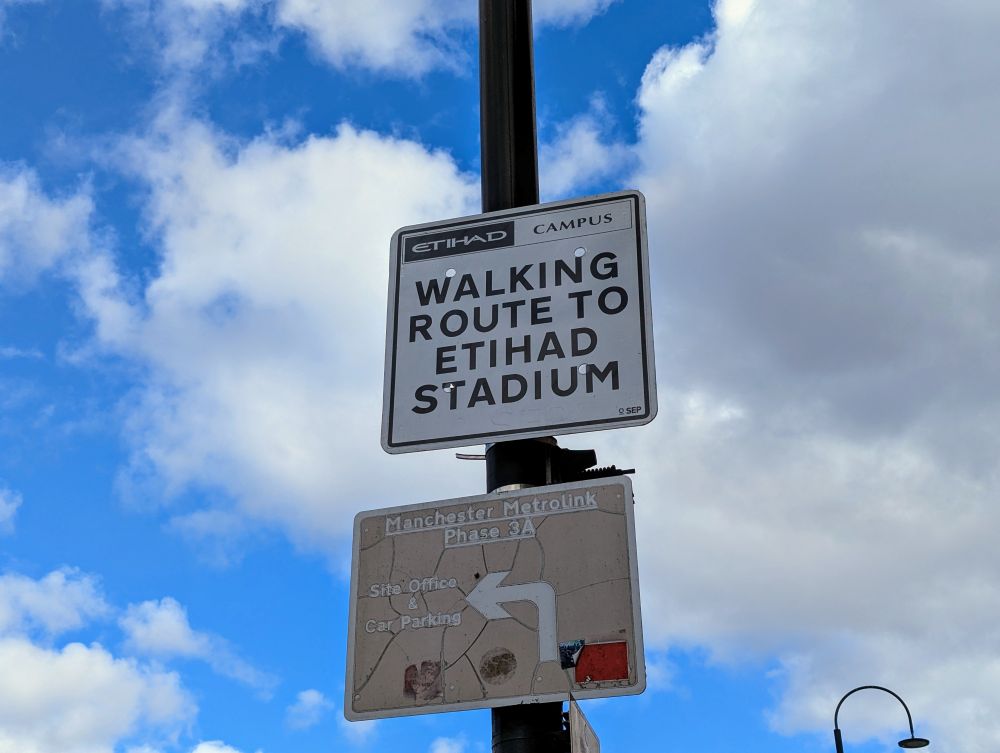 ETIHAD CAMPUS
WALKING
ROUTE TO
ETIHAD
STADIUM
SEP
Manchester Metrolink
Phase 3A
Site Office
&
Car Parking